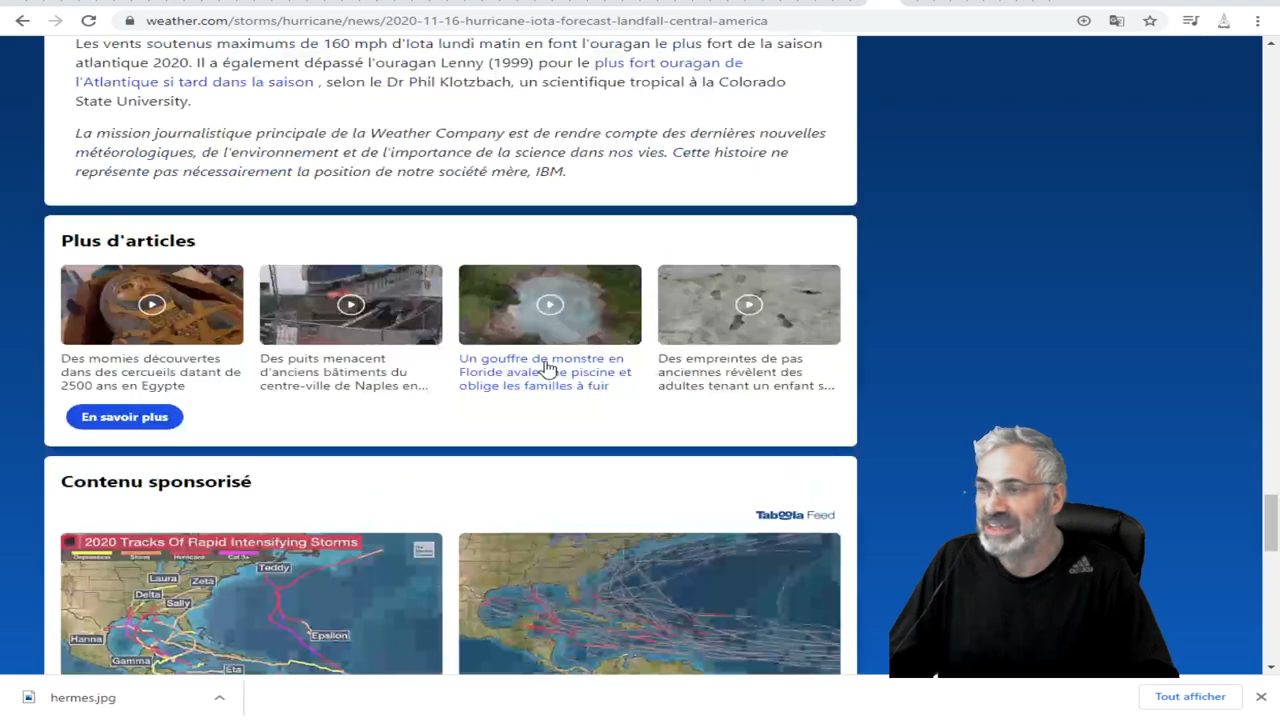 weather.com/storms/hurricane/news/2020-11-16-hurricane-iota-forecast-landfall-central-america
Les vents soutenus maximums de 160 mph d'Iota lundi matin en font l'ouragan le plus fort de la saison
atlantique 2020. Il a également dépassé l'ouragan Lenny (1999) pour le plus fort ouragan de
l'Atlantique si tard dans la saison , selon le Dr Phil Klotzbach, un scientifique tropical à la Colorado
State University.
La mission journalistique principale de la Weather Company est de rendre compte des dernières nouvelles
météorologiques, de l'environnement et de l'importance de la science dans nos vies. Cette histoire ne
représente pas nécessairement la position de notre société mère, IBM.
Plus d'articles
Des momies découvertes
dans des cercueils datant de
2500 ans en Egypte
Des puits menacent
d'anciens bâtiments du
centre-ville de Naples en...
Un gouffre de monstre en
Floride avale piscine et
oblige les familles à fuir
Des empreintes de pas
anciennes révèlent des
adultes tenant un enfant s...
En savoir plus
Contenu sponsorisé
Taboola Feed
2020 Tracks Of Rapid Intensifying Storms
Depression Storm Hurricane Cat 3+
Teddy
Laura
Zeta
Delta
Sally
Hanna
Epsilon
Gamma
Eta
adidas
hermes.jpg
Tout afficher